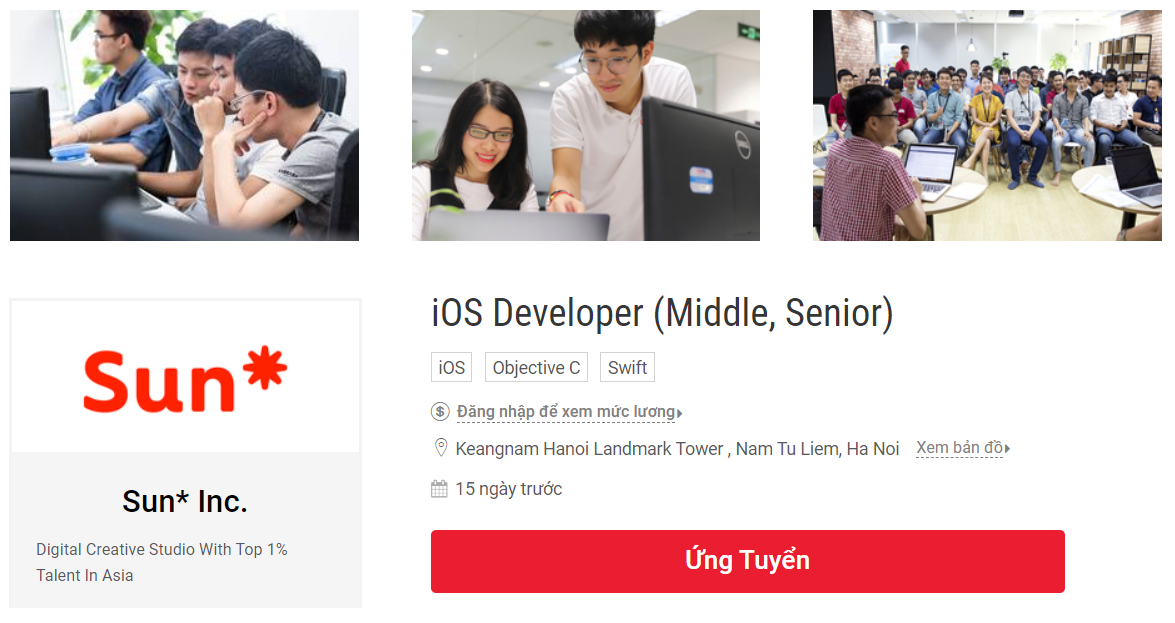 Sun*
Sun* Inc.
Digital Creative Studio With Top 1%
Talent In Asia
iOS Developer (Middle, Senior)
iOS Objective C Swift
Đăng nhập để xem mức lương
Keangnam Hanoi Landmark Tower , Nam Tu Liem, Ha Noi Xem bản đồ
15 ngày trước
Ứng Tuyển